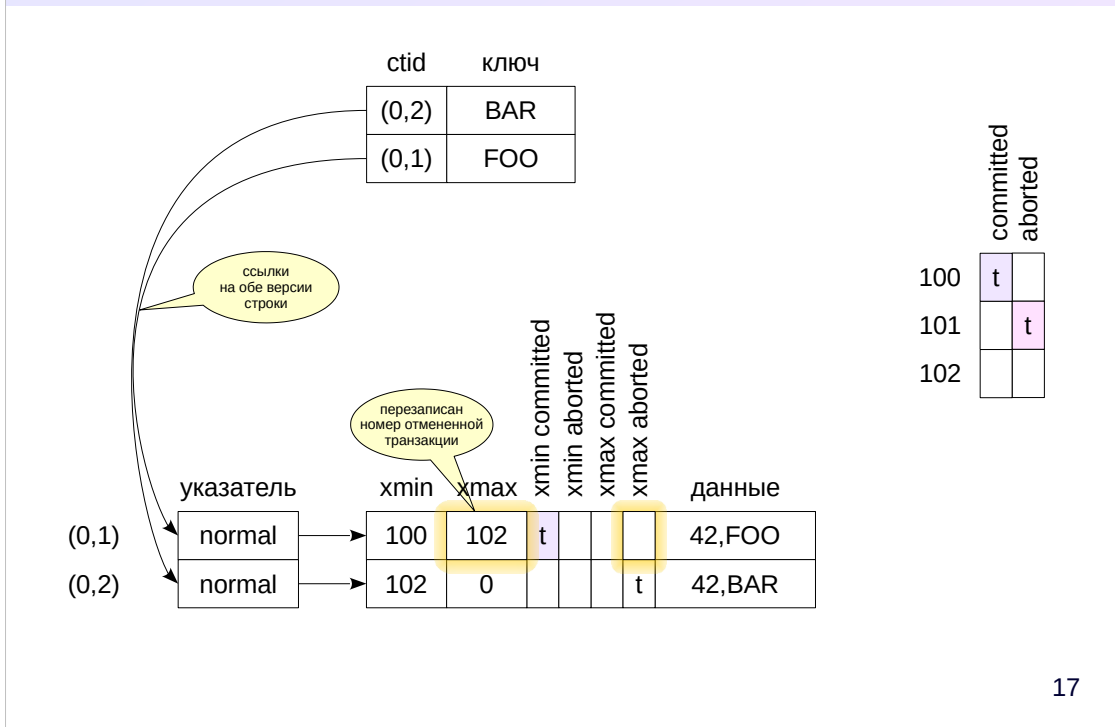 ctid ключ
(0,2) BAR
(0,1) FOO
committed
aborted
100 t
101 t
102
ссылки
на обе версии
строки
перезаписан
номер отмененной
транзакции
указатель xmin xmax xmin committed xmin aborted xmax committed xmax aborted данные
(0,1) normal 100 102 t 42,FOO
(0,2) normal 102 0 t 42,BAR
17